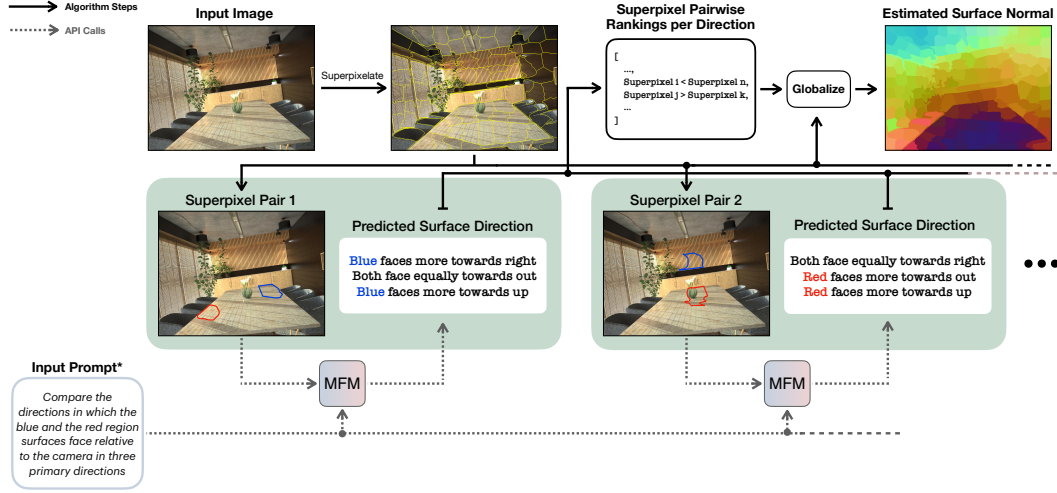 Algorithm Steps
API Calls
Input Image
Superpixelate
Superpixel Pairwise
Rankings per Direction
[
...,
Superpixel i < Superpixel n,
Superpixel j > Superpixel k,
...
]
Globalize
Estimated Surface Normal
Superpixel Pair 1
Predicted Surface Direction
Blue faces more towards right
Both face equally towards out
Blue faces more towards up
Superpixel Pair 2
Predicted Surface Direction
Both face equally towards right
Red faces more towards out
Red faces more towards up
Input Prompt*
Compare the
directions in which the
blue and the red region
surfaces face relative
to the camera in three
primary directions
MFM
MFM